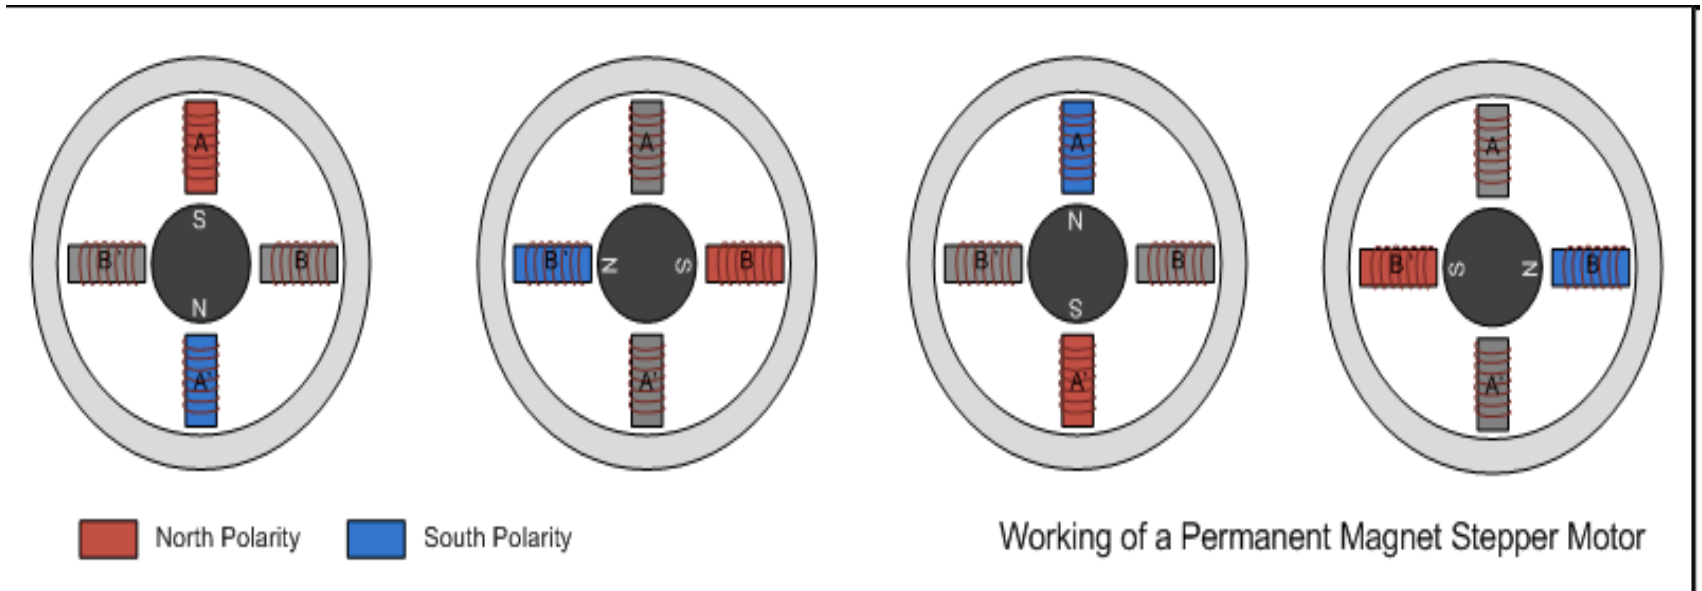 A
S
B'
B
N
A'
A
B'
N
S
B
A'
A
N
B'
B
S
A'
A
B'
S
N
B
A'
North Polarity
South Polarity
Working of a Permanent Magnet Stepper Motor